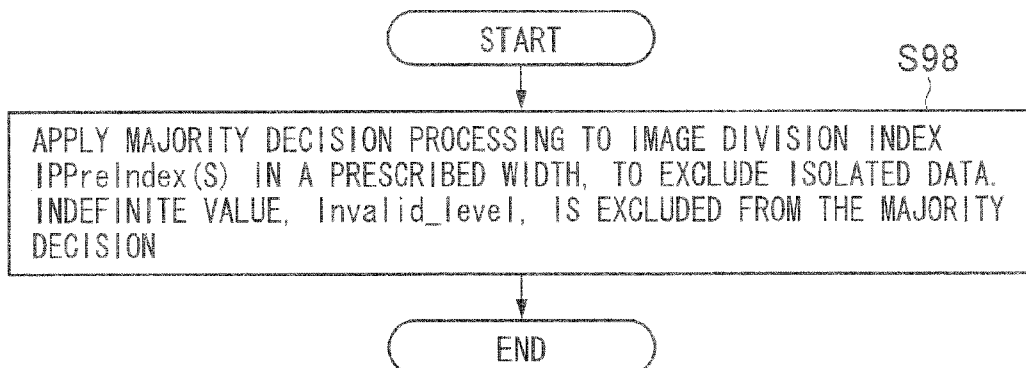 START
S98
APPLY MAJORITY DECISION PROCESSING TO IMAGE DIVISION INDEX
IPPreIndex(S) IN A PRESCRIBED WIDTH, TO EXCLUDE ISOLATED DATA.
INDEFINITE VALUE, Invalid_level, IS EXCLUDED FROM THE MAJORITY
DECISION
END